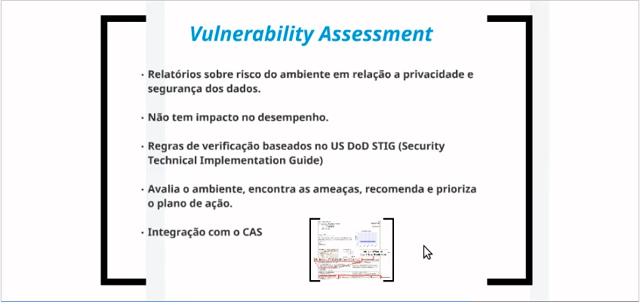 Vulnerability Assessment
· Relatórios sobre risco do ambiente em relação a privacidade e
segurança dos dados.
· Não tem impacto no desempenho.
· Regras de verificação baseados no US DoD STIG (Security
Technical Implementation Guide)
· Avalia o ambiente, encontra as ameaças, recomenda e prioriza
o plano de ação.
· Integração com o CAS